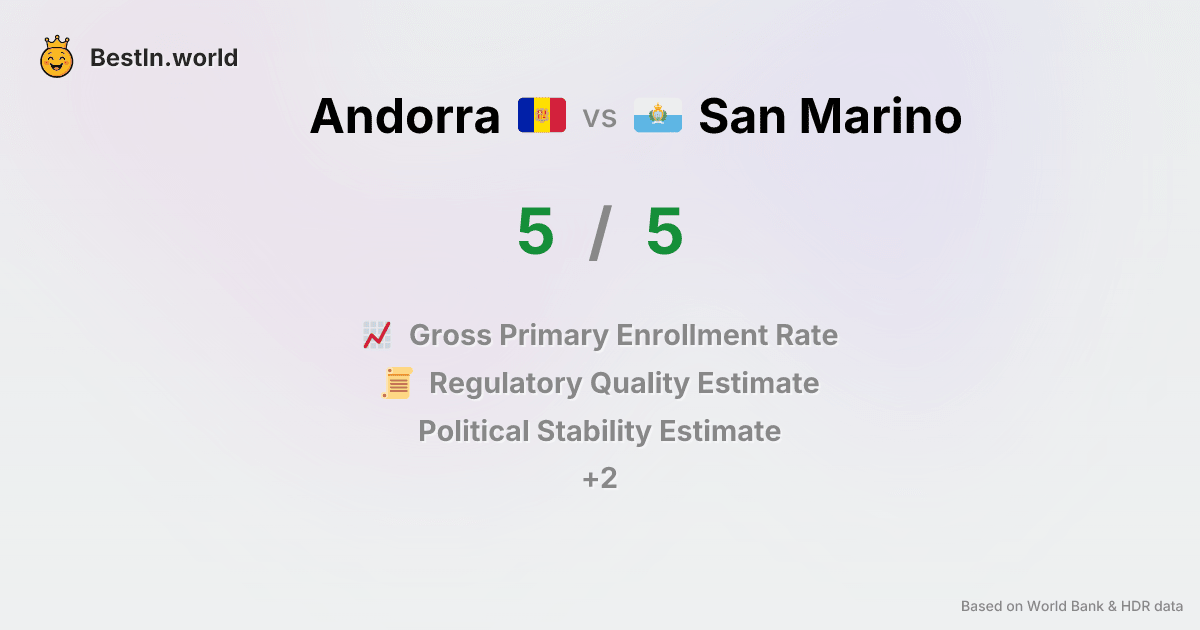 BestIn.world
Andorra vs San Marino
5 / 5
Gross Primary Enrollment Rate
Regulatory Quality Estimate
Political Stability Estimate
+2
Based on World Bank & HDR data